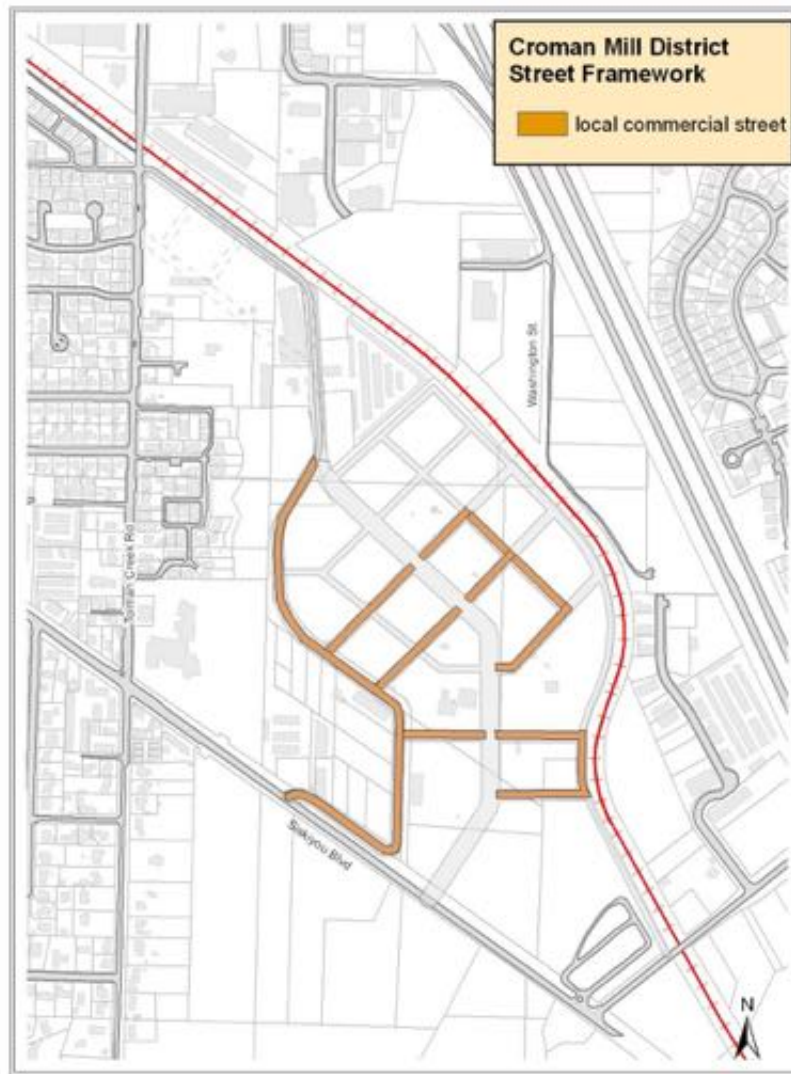 Croman Mill District
Street Framework
local commercial street
Washington St
Tolman Creek Rd
Siskiyou Blvd
N